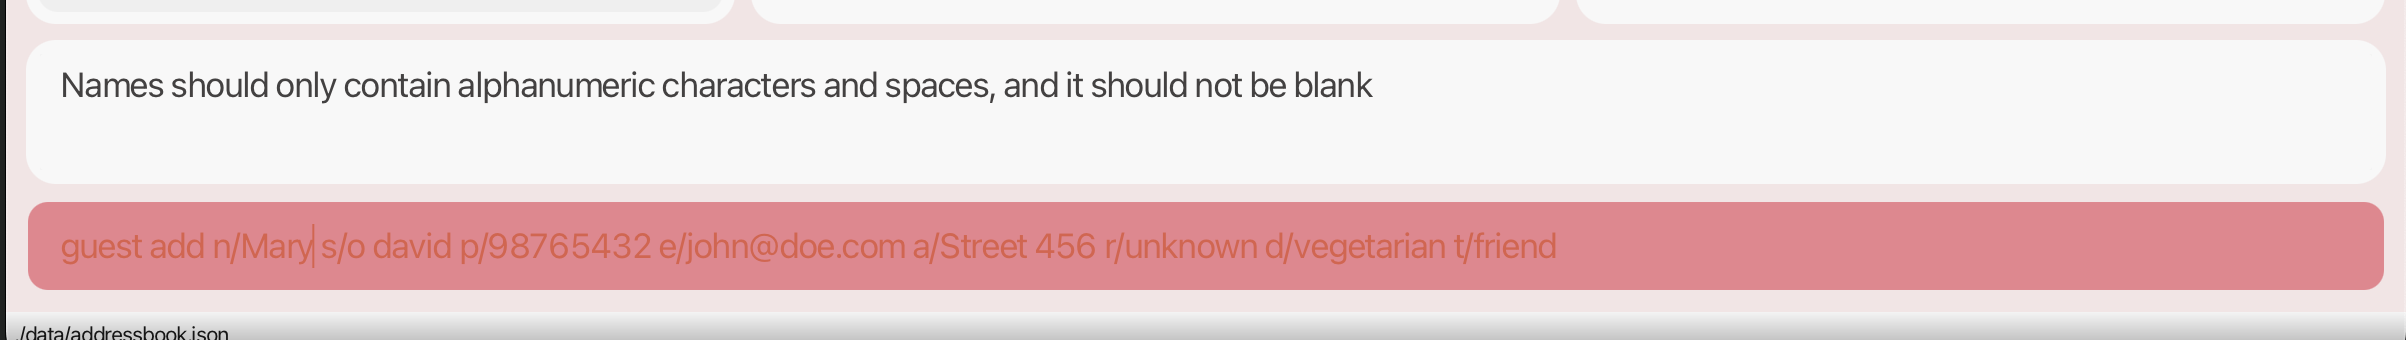 Names should only contain alphanumeric characters and spaces, and it should not be blank
guest add n/Mary s/o david p/98765432 e/john@doe.com a/Street 456 r/unknown d/vegetarian t/friend
./data/addressbook.json